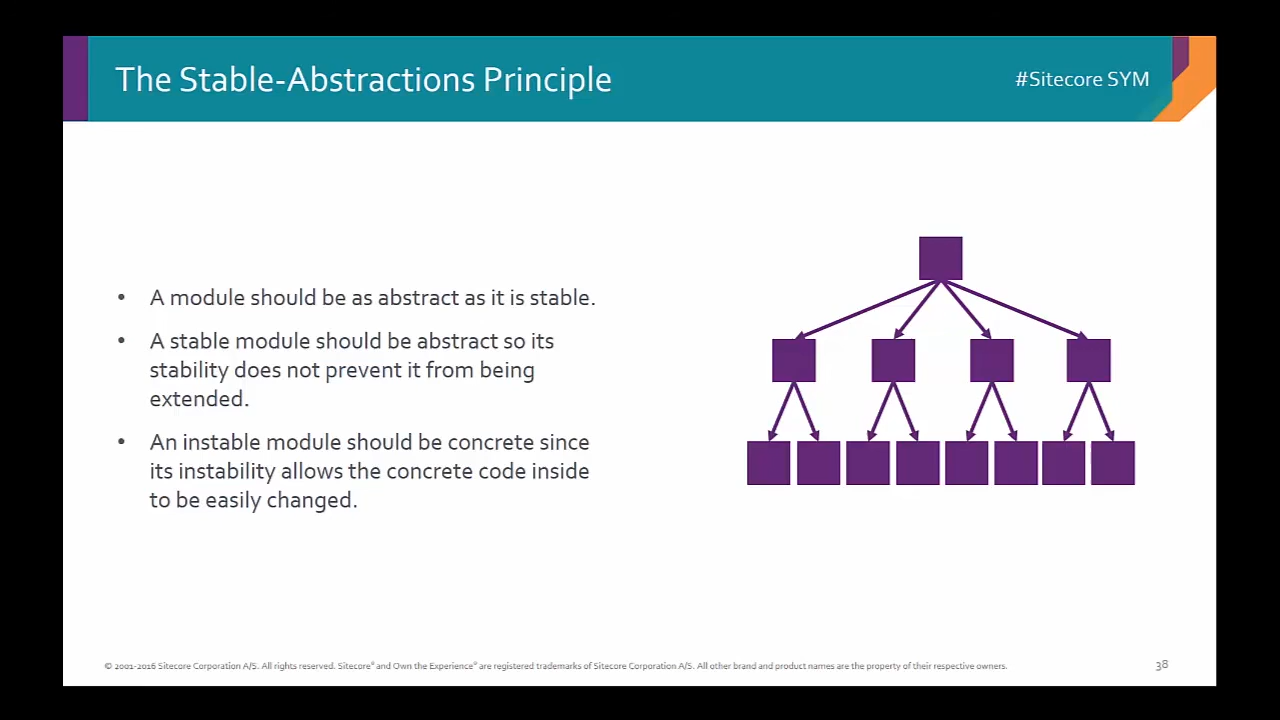 The Stable-Abstractions Principle
#Sitecore SYM
• A module should be as abstract as it is stable.
• A stable module should be abstract so its
stability does not prevent it from being
extended.
• An instable module should be concrete since
its instability allows the concrete code inside
to be easily changed.
© 2001-2016 Sitecore Corporation A/S. All rights reserved. Sitecore® and Own the Experience® are registered trademarks of Sitecore Corporation A/S. All other brand and product names are the property of their respective owners.
38